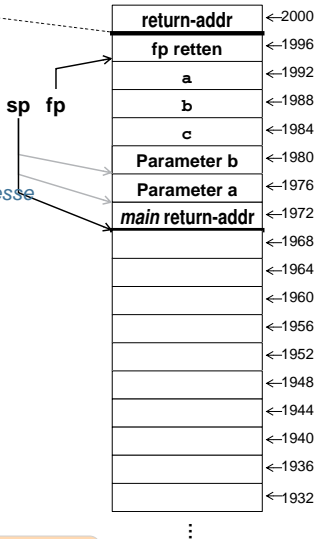 return-addr ←2000
fp retten ←1996
a ←1992
sp fp b ←1988
c ←1984
Parameter b ←1980
esse Parameter a ←1976
main return-addr ←1972
←1968
←1964
←1960
←1956
←1952
←1948
←1944
←1940
←1936
←1932
⋮